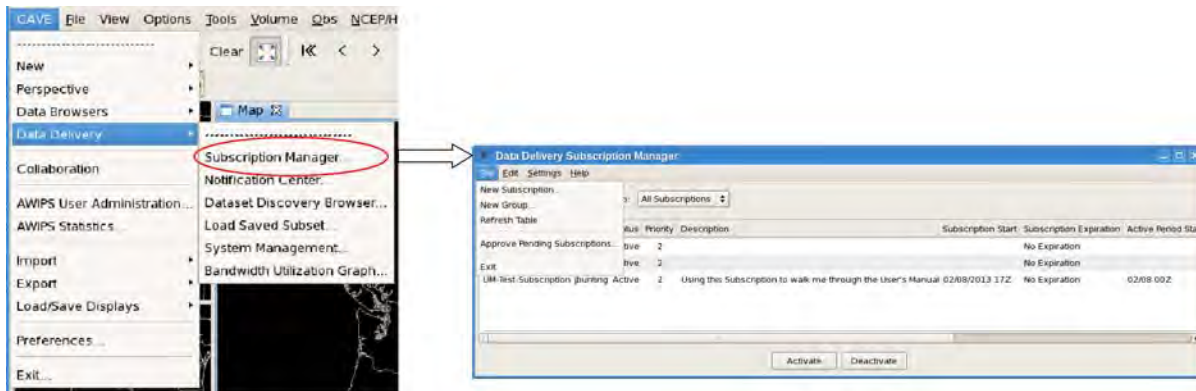 CAVE File View Options Tools Volume Obs NCEP/H
Clear
New
Perspective
Data Browsers
Data Delivery
Collaboration
AWIPS User Administration...
AWIPS Statistics...
Import
Export
Load/Save Displays
Preferences...
Exit...
Map
Subscription Manager...
Notification Center...
Dataset Discovery Browser...
Load Saved Subset...
System Management...
Bandwidth Utilization Graph...
Data Delivery Subscription Manager
File Edit Settings Help
New Subscription...
New Group...
Refresh Table
Approve Pending Subscriptions...
Exit
All Subscriptions
Priority Description Subscription Start Subscription Expiration Active Period Sta
2 No Expiration
2 No Expiration
UM-Test-Subscription jburning Active 2 Using this Subscription to walk me through the User's Manual 02/08/2013 17Z No Expiration 02/08 00Z
Activate Deactivate